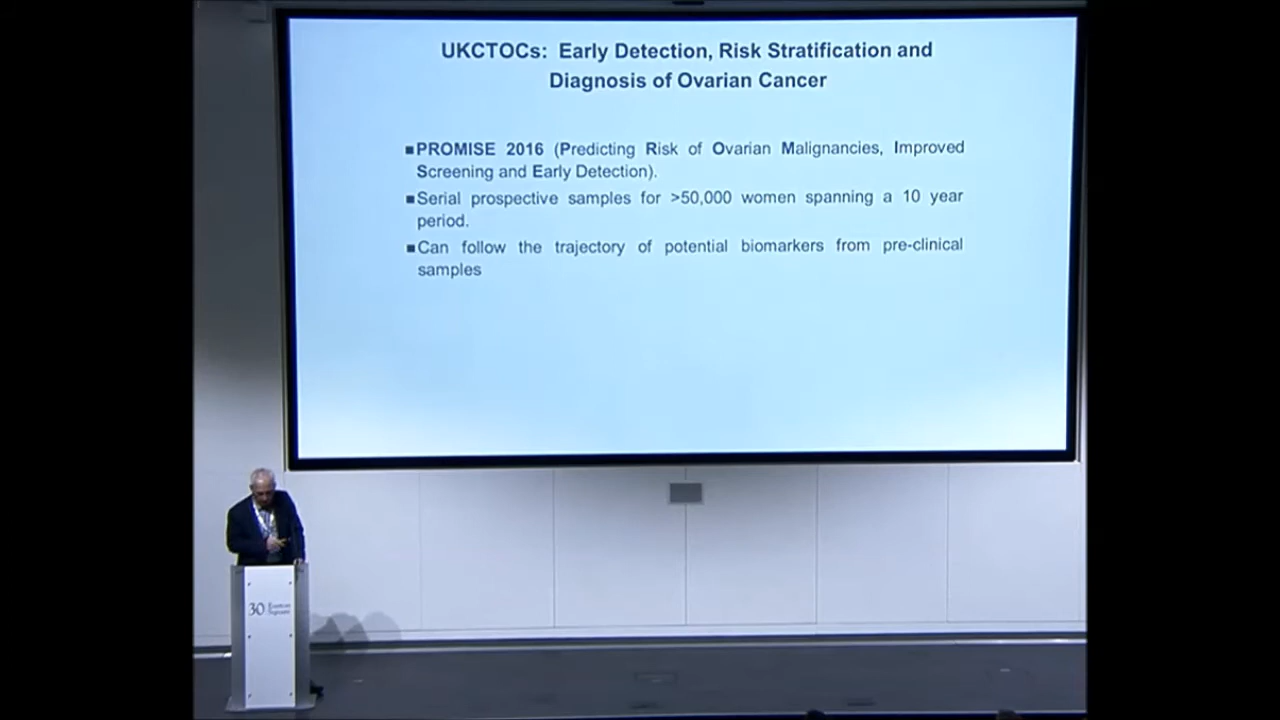 UKCTOCs: Early Detection, Risk Stratification and
Diagnosis of Ovarian Cancer
■PROMISE 2016 (Predicting Risk of Ovarian Malignancies, Improved
Screening and Early Detection).
■Serial prospective samples for >50,000 women spanning a 10 year
period.
■Can follow the trajectory of potential biomarkers from pre-clinical
samples
30 Euston
Square